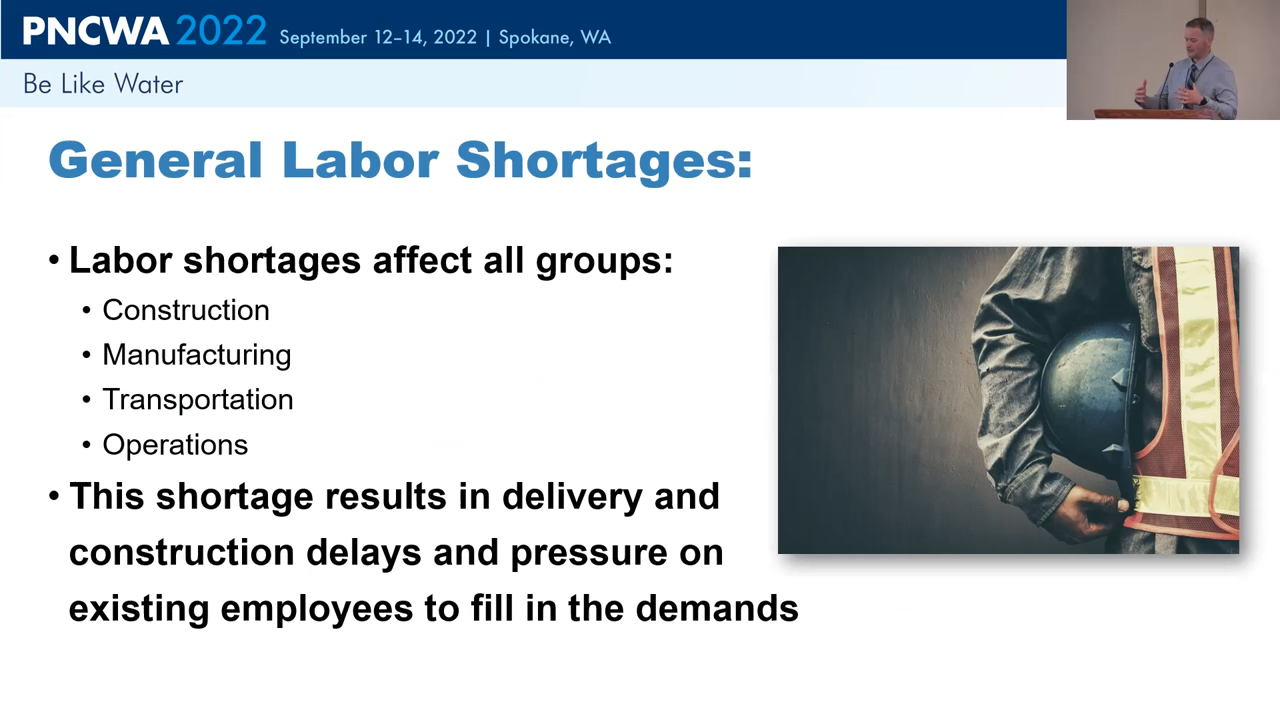 PNCWA 2022 September 12–14, 2022 | Spokane, WA
Be Like Water
General Labor Shortages:
• Labor shortages affect all groups:
• Construction
• Manufacturing
• Transportation
• Operations
• This shortage results in delivery and
construction delays and pressure on
existing employees to fill in the demands